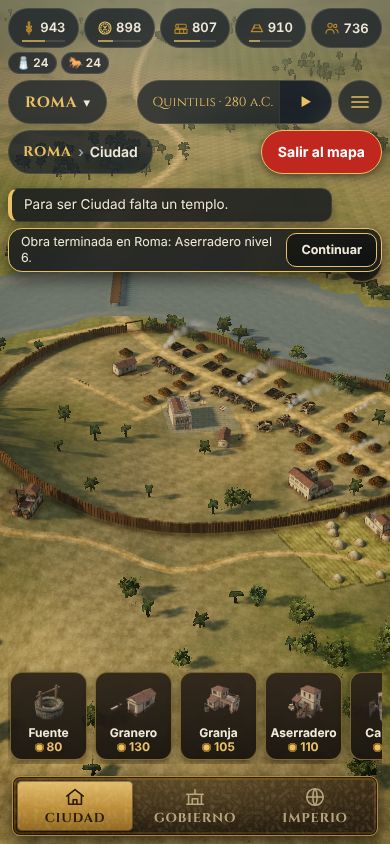 943 898 807 910 736
24 24
ROMA ▾ QUINTILIS · 280 A.C.
ROMA › Ciudad Salir al mapa
Para ser Ciudad falta un templo.
Obra terminada en Roma: Aserradero nivel
6.
Continuar
Fuente Granero Granja Aserradero Ca
80 130 105 110
CIUDAD GOBIERNO IMPERIO